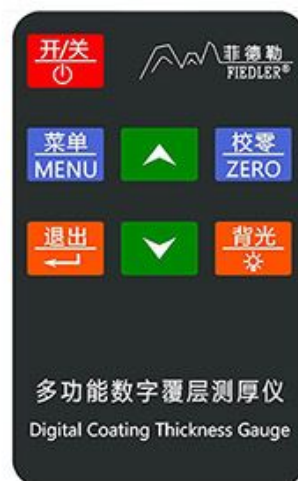 开/关
菲德勒
FIEDLER®
菜单
MENU
校零
ZERO
退出
背光
多功能数字覆层测厚仪
Digital Coating Thickness Gauge